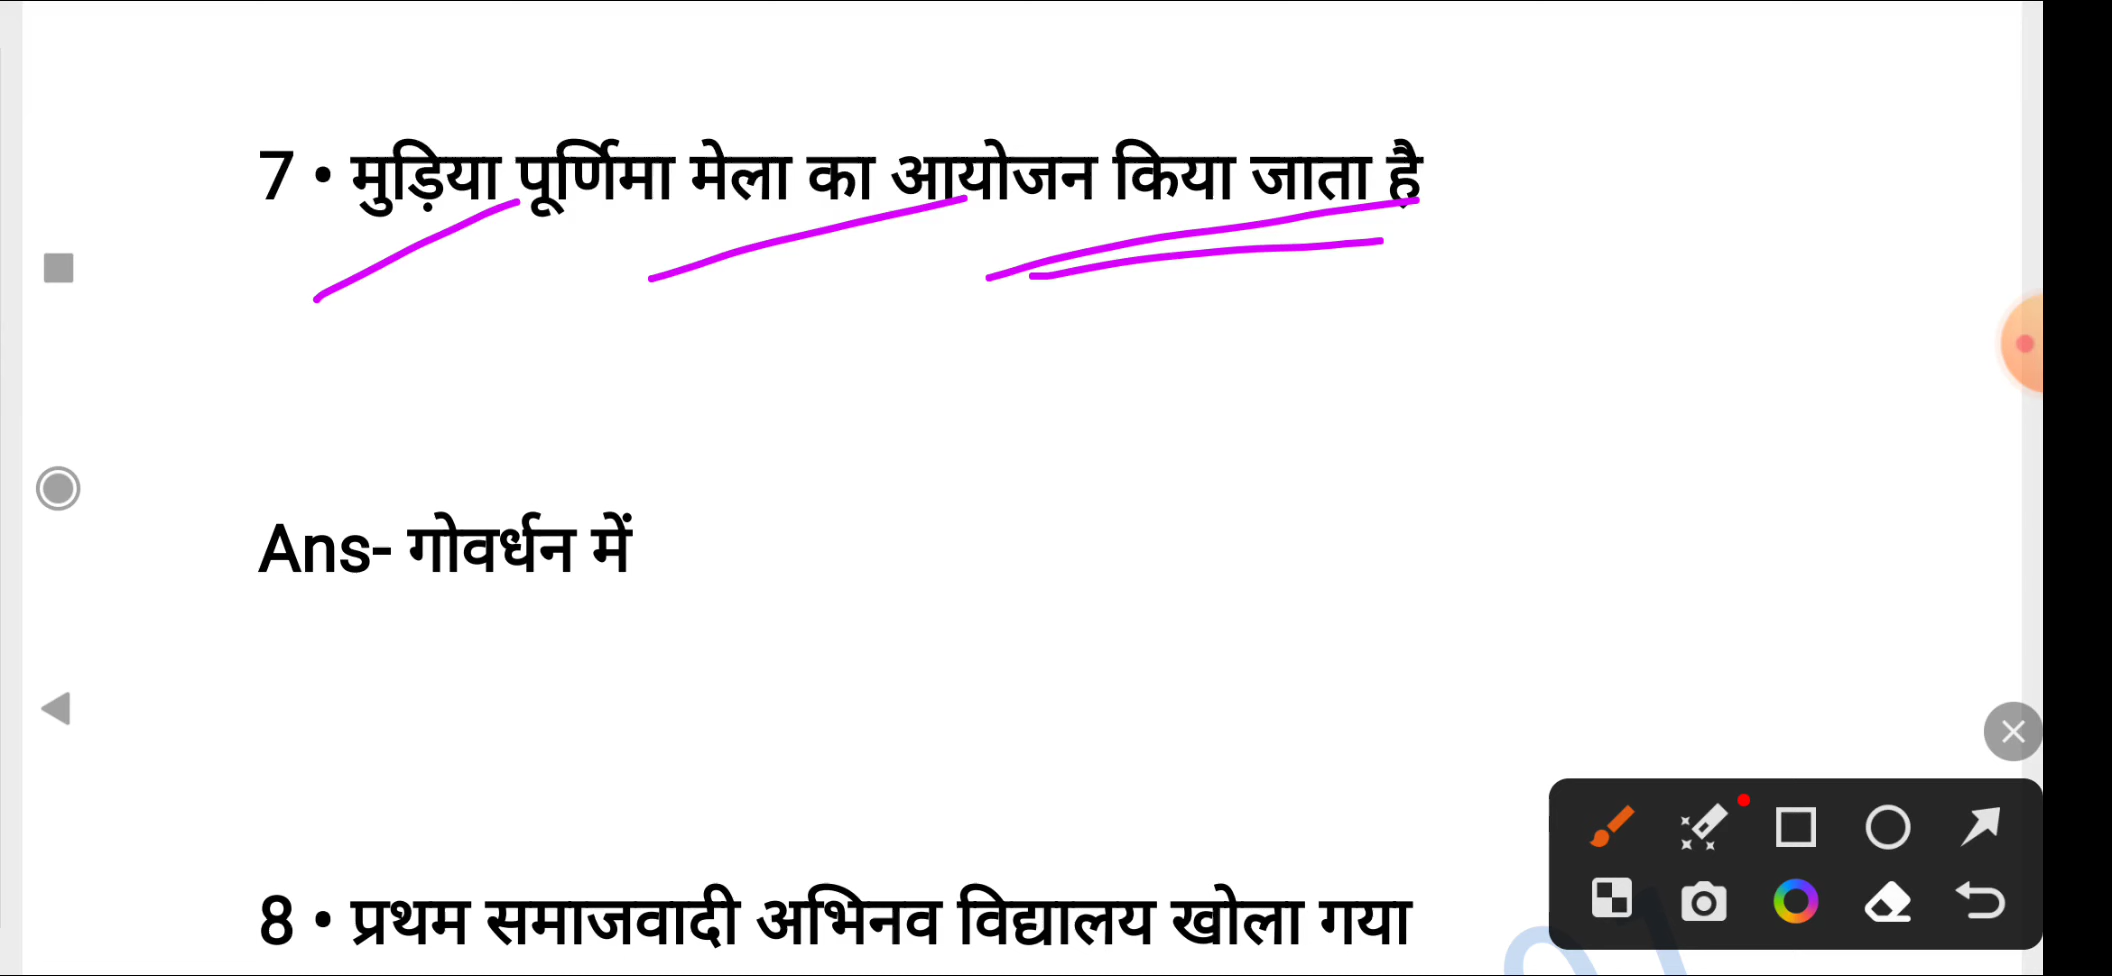 7 • मुड़िया पूर्णिमा मेला का आयोजन किया जाता है
Ans- गोवर्धन में
8 • प्रथम समाजवादी अभिनव विद्यालय खोला गया